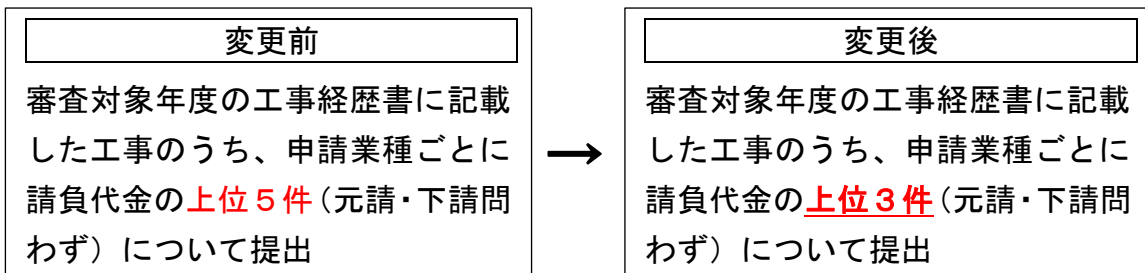 変更前
審査対象年度の工事経歴書に記載
した工事のうち、申請業種ごとに
請負代金の上位５件(元請・下請問
わず）について提出
→
変更後
審査対象年度の工事経歴書に記載
した工事のうち、申請業種ごとに
請負代金の上位３件(元請・下請問
わず）について提出